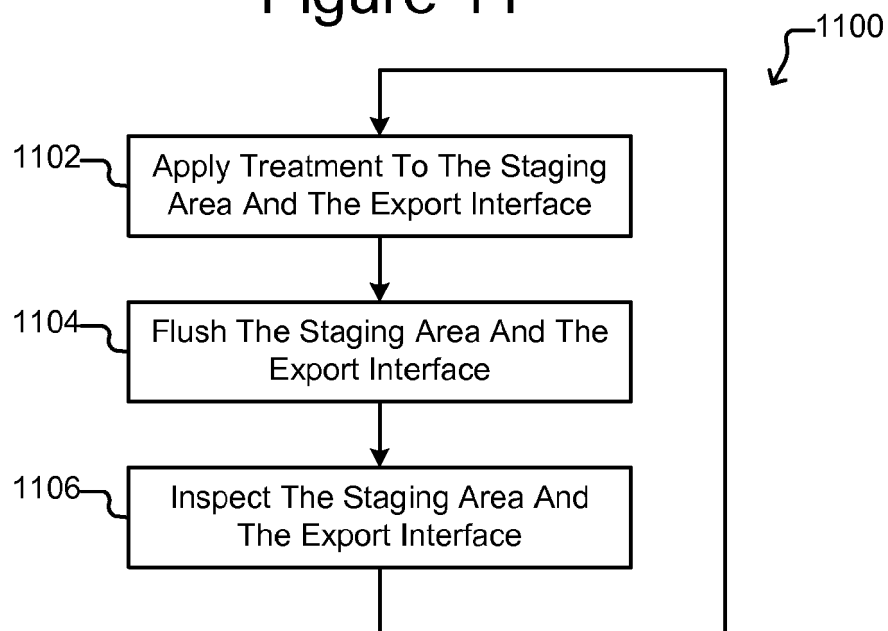 Figure 11
1100
1102
Apply Treatment To The Staging
Area And The Export Interface
1104
Flush The Staging Area And The
Export Interface
1106
Inspect The Staging Area And
The Export Interface